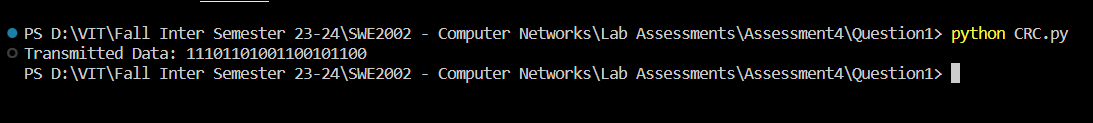 PS D:\VIT\Fall Inter Semester 23-24\SWE2002 - Computer Networks\Lab Assessments\Assessment4\Question1> python CRC.py
Transmitted Data: 11101101001100101100
PS D:\VIT\Fall Inter Semester 23-24\SWE2002 - Computer Networks\Lab Assessments\Assessment4\Question1>